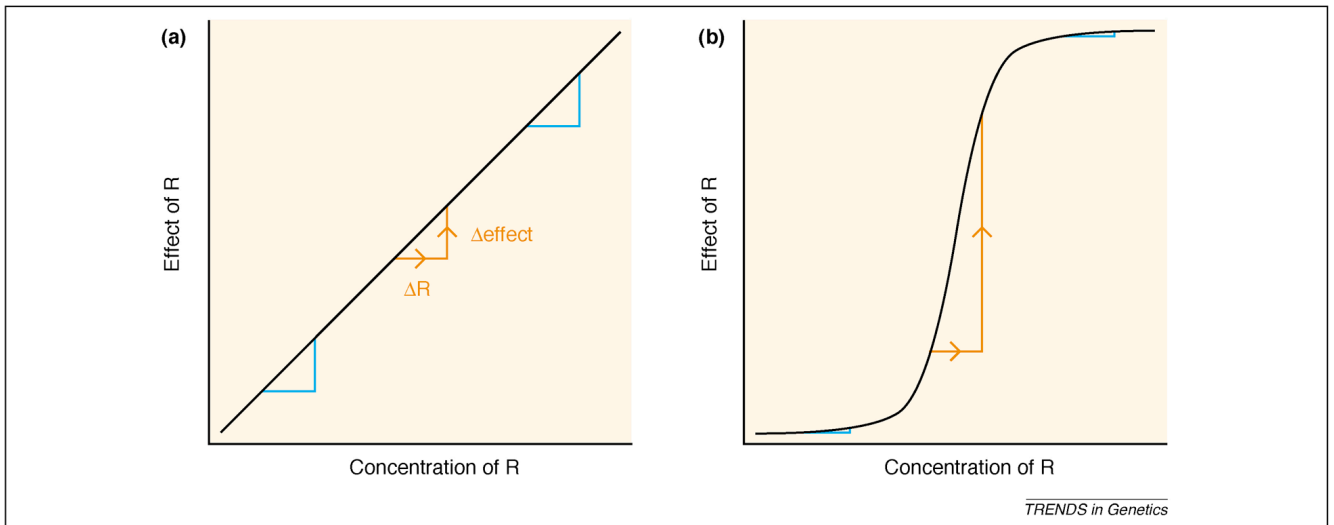 (a)
Effect of R
Δeffect
ΔR
Concentration of R
(b)
Effect of R
Concentration of R
TRENDS in Genetics